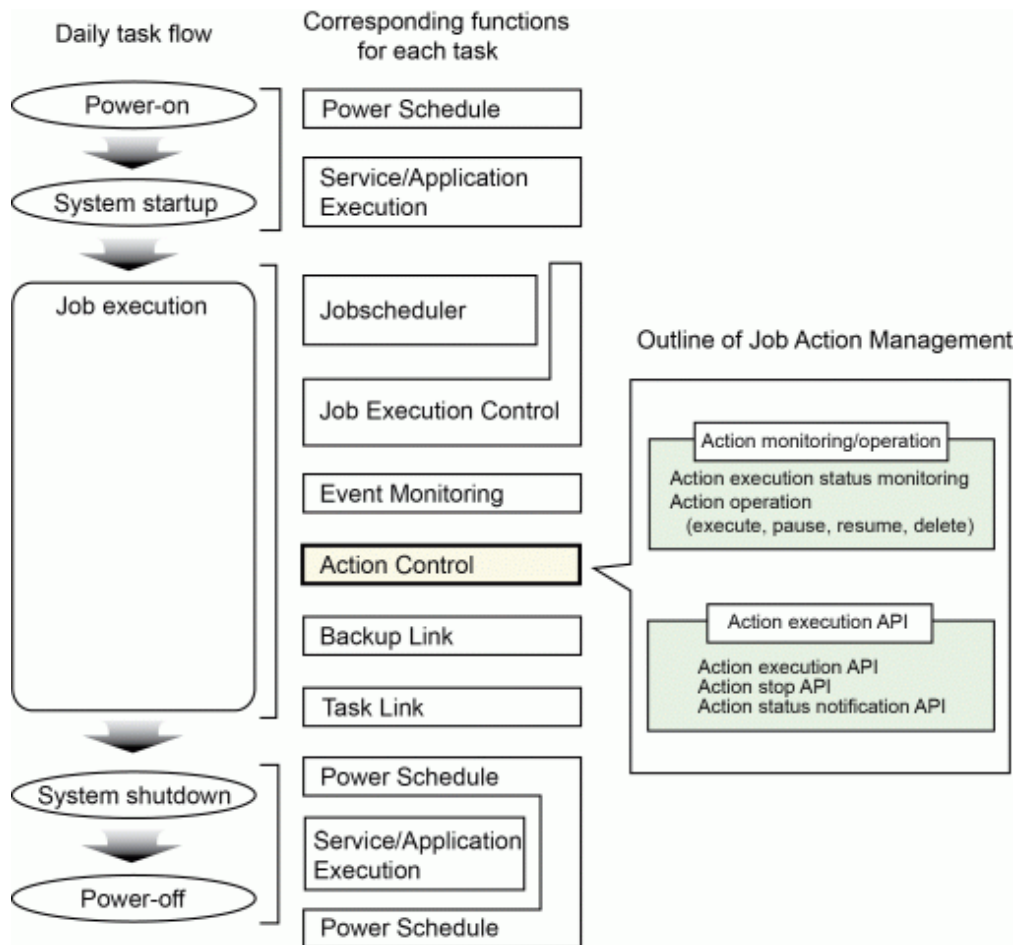 Daily task flow
Corresponding functions
for each task
Power-on
Power Schedule
System startup
Service/Application
Execution
Job execution
Jobscheduler
Job Execution Control
Event Monitoring
Action Control
Backup Link
Task Link
Outline of Job Action Management
Action monitoring/operation
Action execution status monitoring
Action operation
(execute, pause, resume, delete)
Action execution API
Action execution API
Action stop API
Action status notification API
System shutdown
Power Schedule
Service/Application
Execution
Power-off
Power Schedule